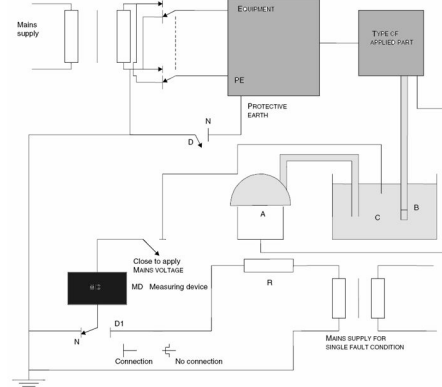 Mains
supply
EQUIPMENT
TYPE OF
APPLIED PART
PE
N
PROTECTIVE
EARTH
D
A
B
C
Close to apply
MAINS VOLTAGE
MD Measuring device
R
D1
N
Connection
No connection
MAINS SUPPLY FOR
SINGLE FAULT CONDITION